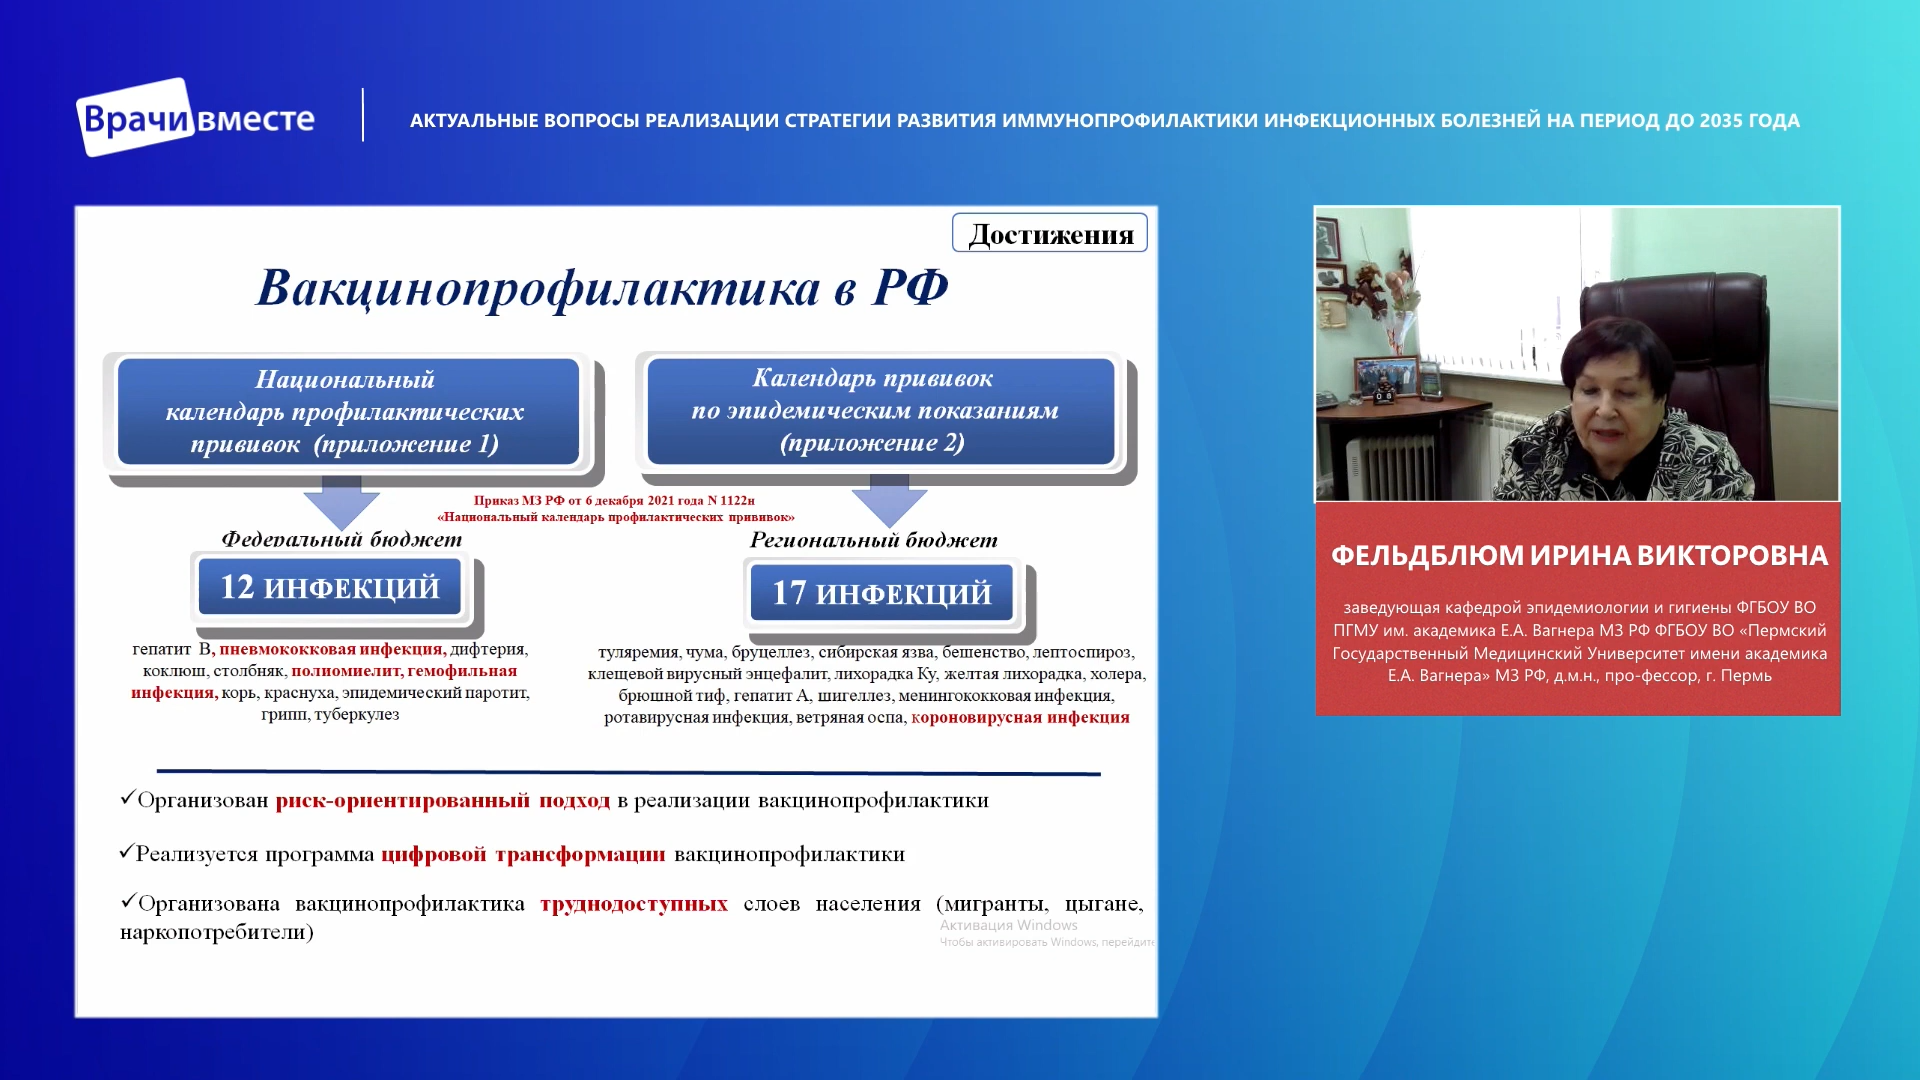 Врачи вместе
АКТУАЛЬНЫЕ ВОПРОСЫ РЕАЛИЗАЦИИ СТРАТЕГИИ РАЗВИТИЯ ИММУНОПРОФИЛАКТИКИ ИНФЕКЦИОННЫХ БОЛЕЗНЕЙ НА ПЕРИОД ДО 2035 ГОДА
Достижения
Вакцинопрофилактика в РФ
Национальный
календарь профилактических
прививок (приложение 1)
Календарь прививок
по эпидемическим показаниям
(приложение 2)
Приказ МЗ РФ от 6 декабря 2021 года N 1122н
«Национальный календарь профилактических прививок»
Федеральный бюджет
12 ИНФЕКЦИЙ
гепатит В, пневмококковая инфекция, дифтерия,
коклюш, столбняк, полиомиелит, гемофильная
инфекция, корь, краснуха, эпидемический паротит,
грипп, туберкулез
Региональный бюджет
17 ИНФЕКЦИЙ
туляремия, чума, бруцеллез, сибирская язва, бешенство, лептоспироз,
клещевой вирусный энцефалит, лихорадка Ку, желтая лихорадка, холера,
брюшной тиф, гепатит А, шигеллез, менингококковая инфекция,
ротавирусная инфекция, ветряная оспа, короновирусная инфекция
✓Организован риск-ориентированный подход в реализации вакцинопрофилактики
✓Реализуется программа цифровой трансформации вакцинопрофилактики
✓Организована вакцинопрофилактика труднодоступных слоев населения (мигранты, цыгане,
наркопотребители)
Активация Windows
Чтобы активировать Windows, перейдите
ФЕЛЬДБЛЮМ ИРИНА ВИКТОРОВНА
заведующая кафедрой эпидемиологии и гигиены ФГБОУ ВО
ПГМУ им. академика Е.А. Вагнера МЗ РФ ФГБОУ ВО «Пермский
Государственный Медицинский Университет имени академика
Е.А. Вагнера» МЗ РФ, д.м.н., про-фессор, г. Пермь